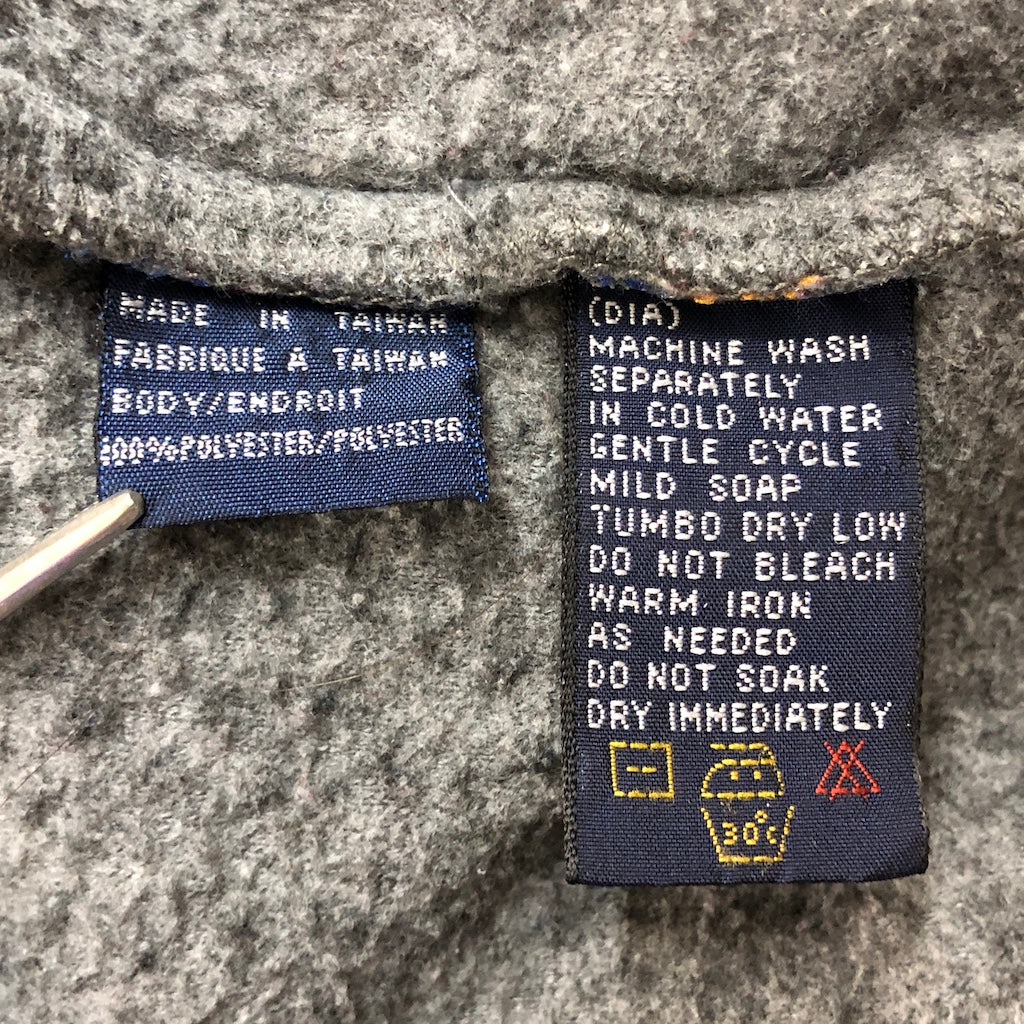 MADE IN TAIWAN
FABRIQUE A TAIWAN
BODY/ENDROIT
100%POLYESTER/POLYESTER
(DIA)
MACHINE WASH
SEPARATELY
IN COLD WATER
GENTLE CYCLE
MILD SOAP
TUMBO DRY LOW
DO NOT BLEACH
WARM IRON
AS NEEDED
DO NOT SOAK
DRY IMMEDIATELY
30°c